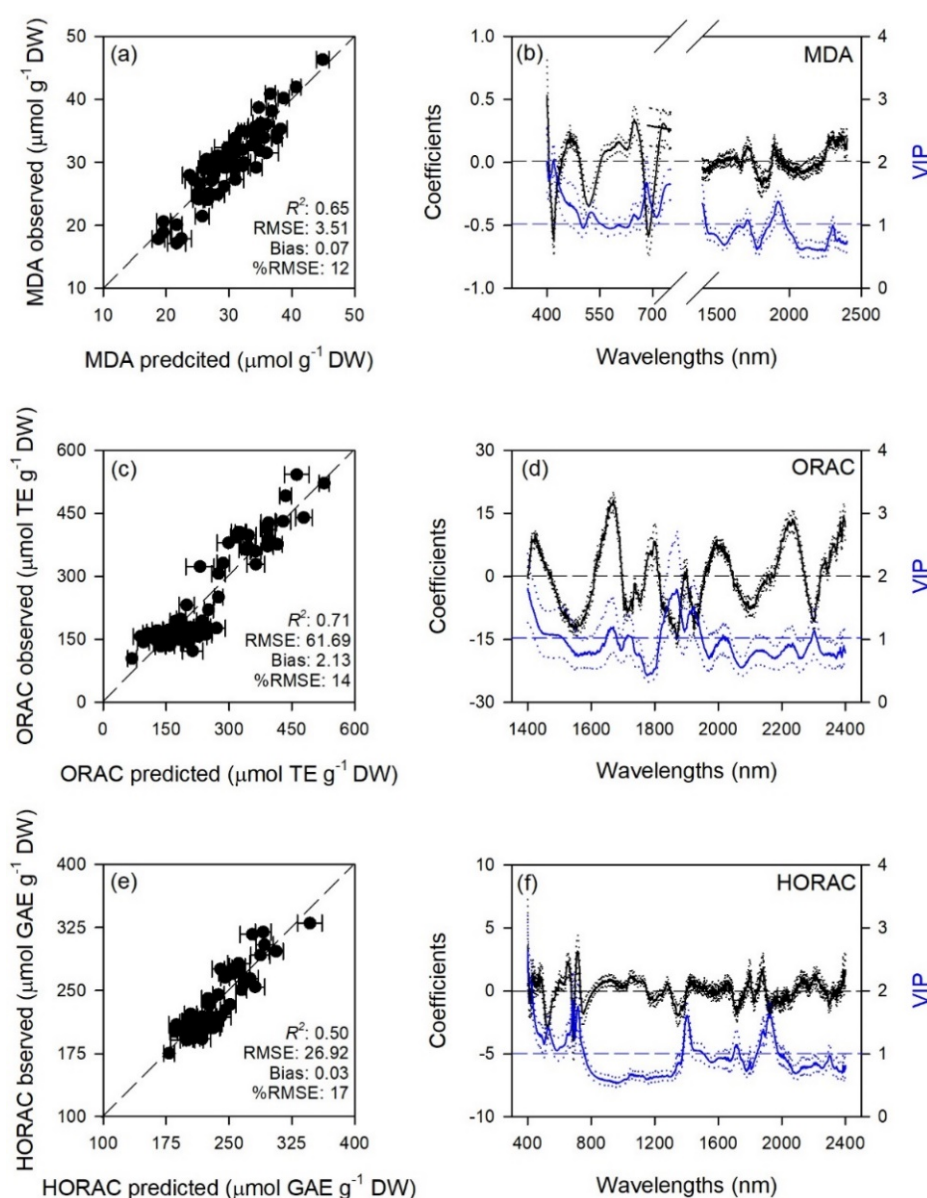 (a)
MDA observed (μmol g⁻¹ DW)
50
40
30
20
10
R²: 0.65
RMSE: 3.51
Bias: 0.07
%RMSE: 12
10 20 30 40 50
MDA predcited (μmol g⁻¹ DW)
(b)
MDA
Coefficients
1.0
0.5
0.0
-0.5
-1.0
4
3
2
1
0
VIP
400 550 700 1500 2000 2500
Wavelengths (nm)
(c)
ORAC observed (μmol TE g⁻¹ DW)
600
450
300
150
0
R²: 0.71
RMSE: 61.69
Bias: 2.13
%RMSE: 14
0 150 300 450 600
ORAC predicted (μmol TE g⁻¹ DW)
(d)
ORAC
Coefficients
30
15
0
-15
-30
4
3
2
1
0
VIP
1400 1600 1800 2000 2200 2400
Wavelengths (nm)
(e)
HORAC bserved (μmol GAE g⁻¹ DW)
400
325
250
175
100
R²: 0.50
RMSE: 26.92
Bias: 0.03
%RMSE: 17
100 175 250 325 400
HORAC predicted (μmol GAE g⁻¹ DW)
(f)
HORAC
Coefficients
10
5
0
-5
-10
4
3
2
1
0
VIP
400 800 1200 1600 2000 2400
Wavelengths (nm)